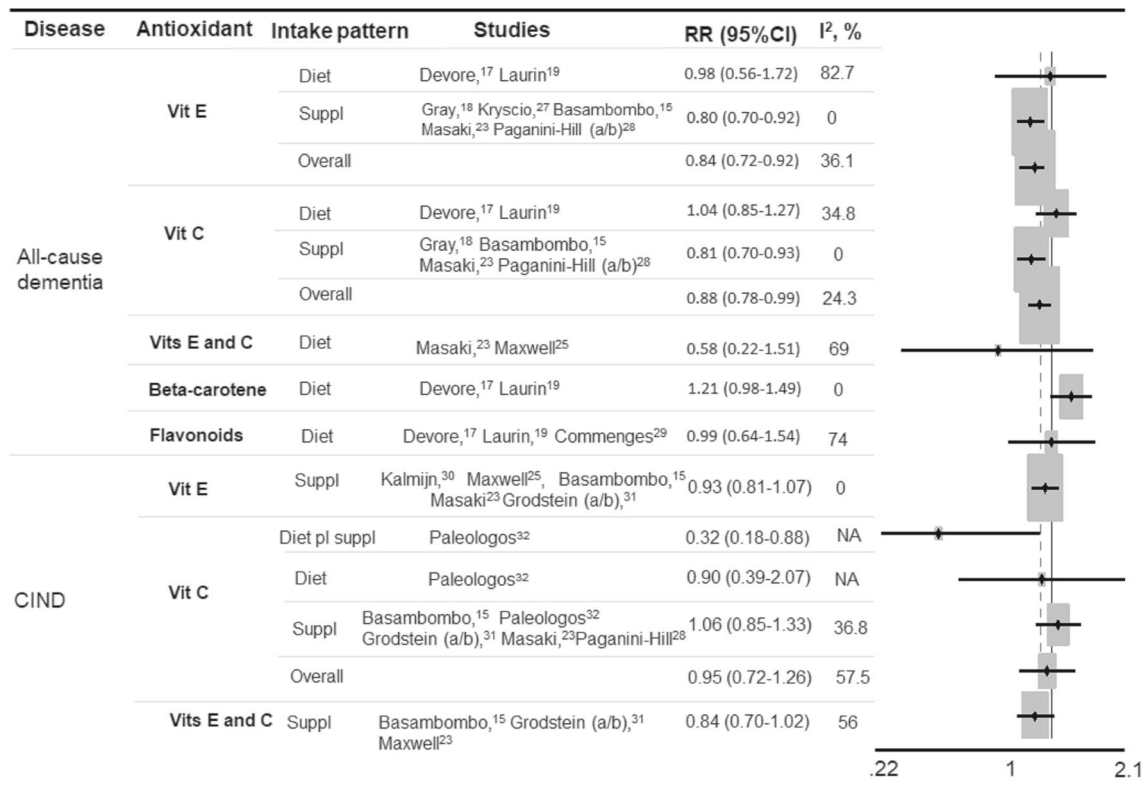 Disease Antioxidant Intake pattern Studies RR (95%CI) I², %
Diet Devore,¹⁷ Laurin¹⁹ 0.98 (0.56-1.72) 82.7
Vit E
Suppl Gray,¹⁸ Kryscio,²⁷ Basambombo,¹⁵ 0.80 (0.70-0.92) 0
Masaki,²³ Paganini-Hill (a/b)²⁸
Overall 0.84 (0.72-0.92) 36.1
Diet Devore,¹⁷ Laurin¹⁹ 1.04 (0.85-1.27) 34.8
Vit C
Suppl Gray,¹⁸ Basambombo,¹⁵ 0.81 (0.70-0.93) 0
Masaki,²³ Paganini-Hill (a/b)²⁸
All-cause
dementia
Overall 0.88 (0.78-0.99) 24.3
Vits E and C Diet Masaki,²³ Maxwell²⁵ 0.58 (0.22-1.51) 69
Beta-carotene Diet Devore,¹⁷ Laurin¹⁹ 1.21 (0.98-1.49) 0
Flavonoids Diet Devore,¹⁷ Laurin,¹⁹ Commenges²⁹ 0.99 (0.64-1.54) 74
Vit E Suppl Kalmijn,³⁰ Maxwell²⁵, Basambombo,¹⁵ 0.93 (0.81-1.07) 0
Masaki²³ Grodstein (a/b),³¹
Diet pl suppl Paleologos³² 0.32 (0.18-0.88) NA
CIND Vit C Diet Paleologos³² 0.90 (0.39-2.07) NA
Suppl Basambombo,¹⁵ Paleologos³² 1.06 (0.85-1.33) 36.8
Grodstein (a/b),³¹ Masaki,²³Paganini-Hill²⁸
Overall 0.95 (0.72-1.26) 57.5
Vits E and C Suppl Basambombo,¹⁵ Grodstein (a/b),³¹ 0.84 (0.70-1.02) 56
Maxwell²³
.22 1 2.1